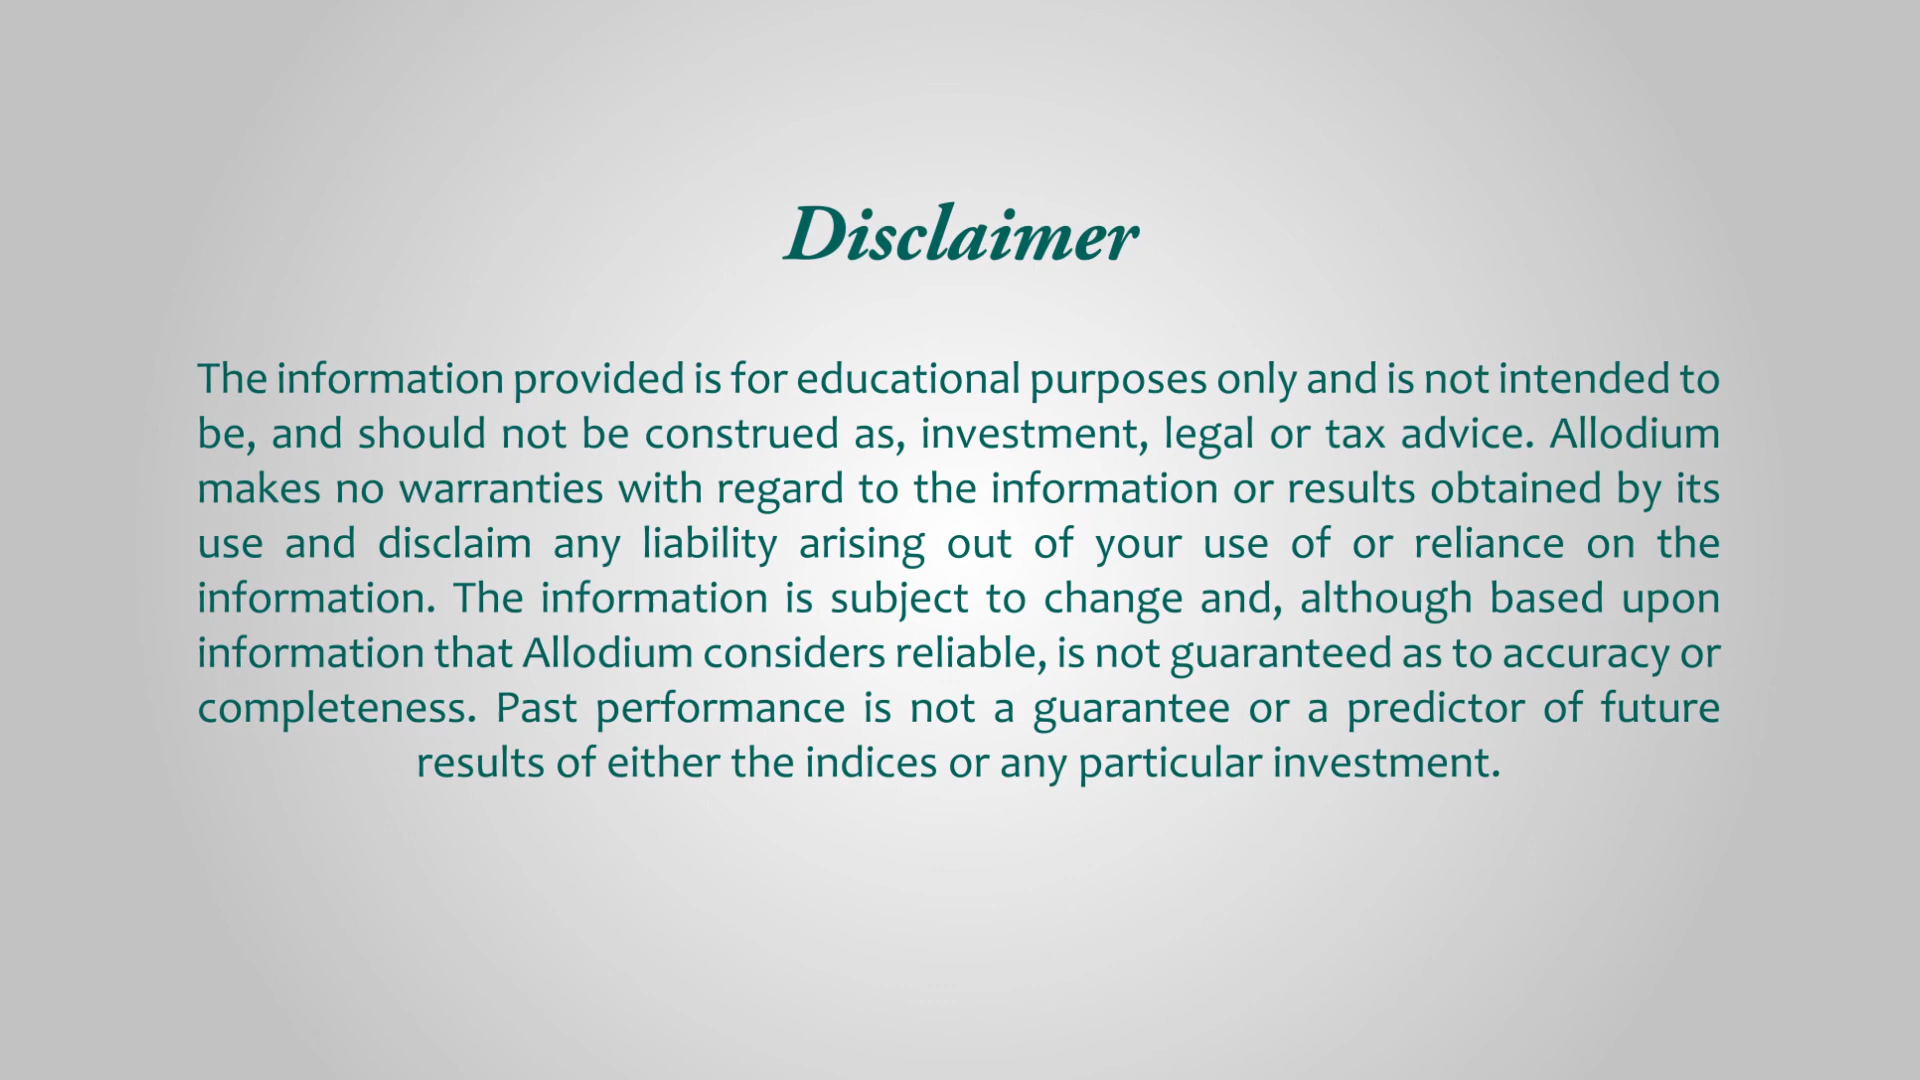 Disclaimer
The information provided is for educational purposes only and is not intended to
be, and should not be construed as, investment, legal or tax advice. Allodium
makes no warranties with regard to the information or results obtained by its
use and disclaim any liability arising out of your use of or reliance on the
information. The information is subject to change and, although based upon
information that Allodium considers reliable, is not guaranteed as to accuracy or
completeness. Past performance is not a guarantee or a predictor of future
results of either the indices or any particular investment.